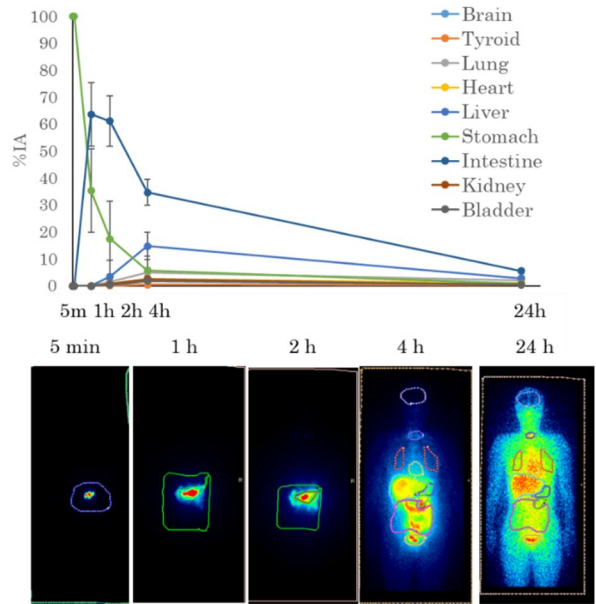 100
90
80
70
60
50
40
30
20
10
0
%IA
5m 1h 2h 4h 24h
Brain
Tyroid
Lung
Heart
Liver
Stomach
Intestine
Kidney
Bladder
5 min 1 h 2 h 4 h 24 h